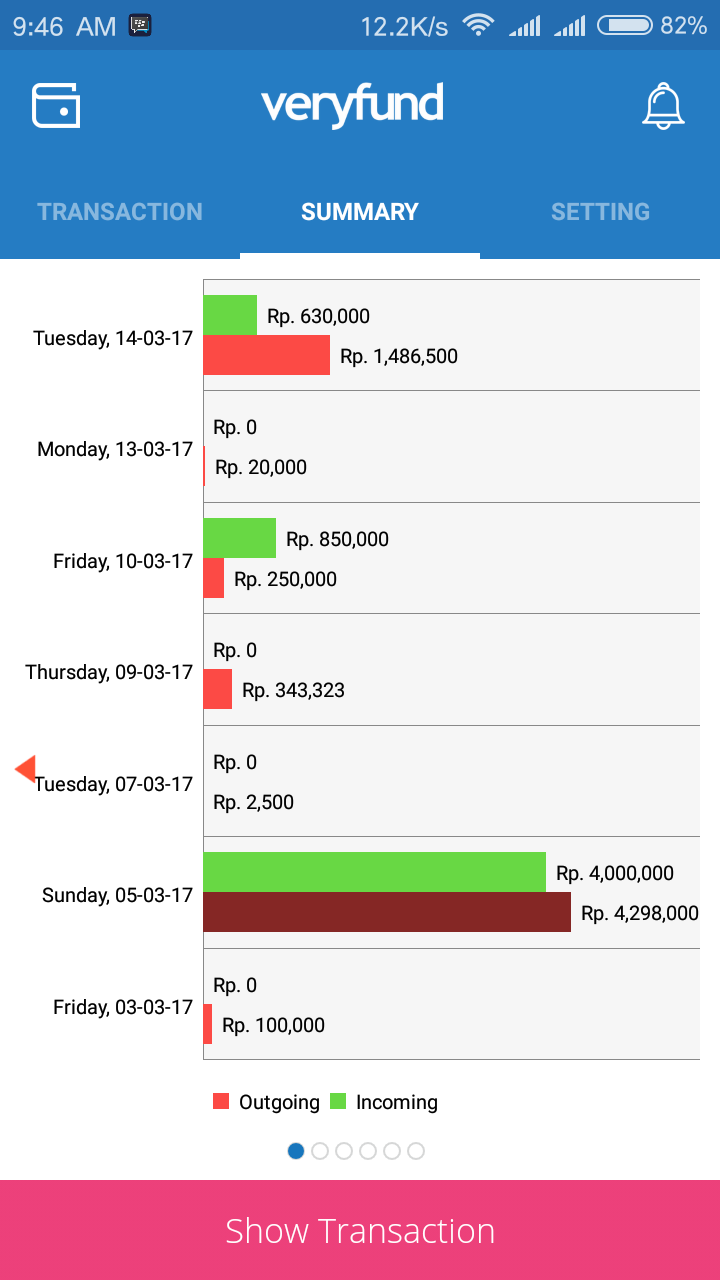 9:46 AM 12.2K/s 82%
veryfund
TRANSACTION SUMMARY SETTING
Rp. 630,000
Tuesday, 14-03-17
Rp. 1,486,500
Rp. 0
Monday, 13-03-17
Rp. 20,000
Rp. 850,000
Friday, 10-03-17
Rp. 250,000
Rp. 0
Thursday, 09-03-17
Rp. 343,323
Rp. 0
Tuesday, 07-03-17
Rp. 2,500
Rp. 4,000,000
Sunday, 05-03-17
Rp. 4,298,000
Rp. 0
Friday, 03-03-17
Rp. 100,000
Outgoing Incoming
Show Transaction